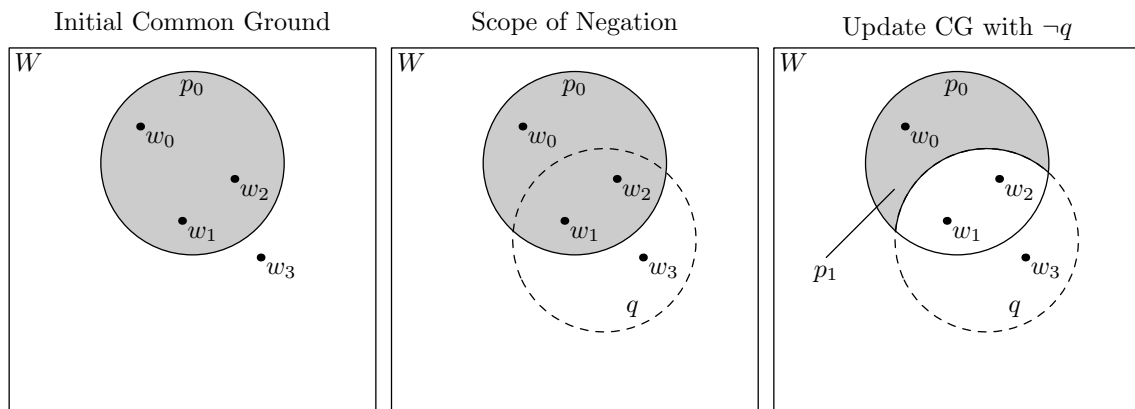 Initial Common Ground
W
p₀
w₀
w₂
w₁
w₃
Scope of Negation
W
p₀
w₀
w₂
w₁
w₃
q
Update CG with ¬q
W
p₀
w₀
w₂
w₁
w₃
p₁
q